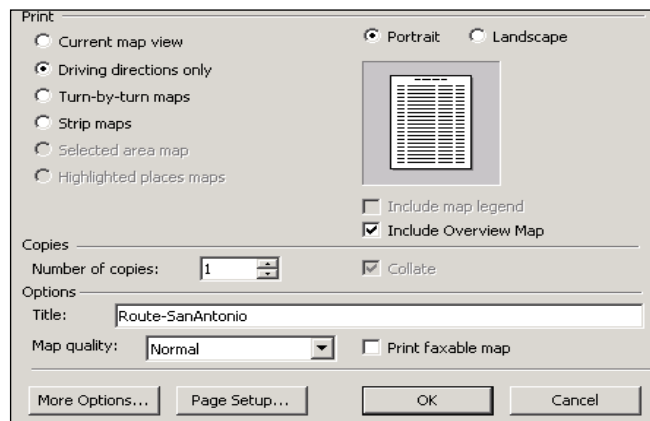 Print
Current map view
Portrait
Landscape
Driving directions only
Turn-by-turn maps
Strip maps
Selected area map
Highlighted places maps
Include map legend
Include Overview Map
Copies
Number of copies:
1
Collate
Options
Title:
Route-SanAntonio
Map quality:
Normal
Print faxable map
More Options...
Page Setup...
OK
Cancel